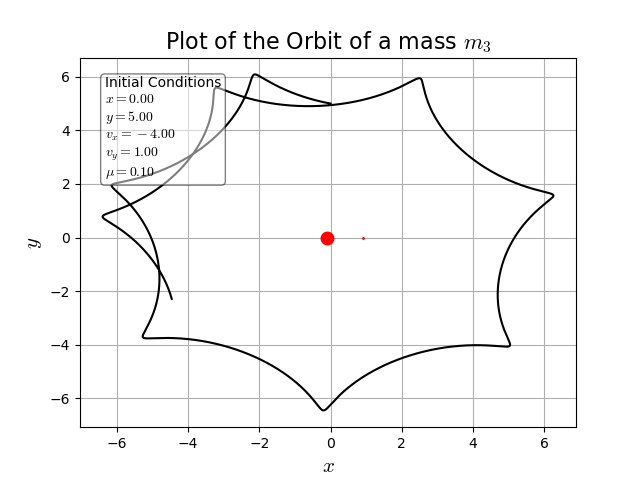 Plot of the Orbit of a mass m₃
Initial Conditions
x = 0.00
y = 5.00
vₓ = −4.00
v_y = 1.00
μ = 0.10
6
4
2
0
−2
−4
−6
y
−6 −4 −2 0 2 4 6
x